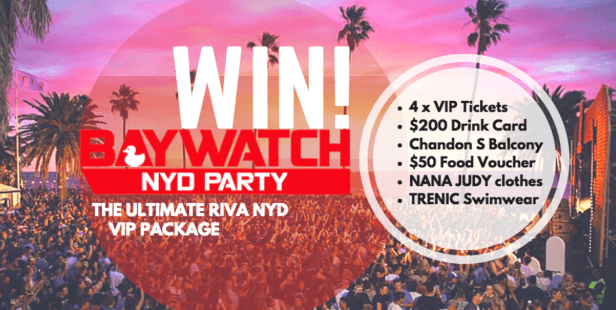 WIN!
BAYWATCH
NYD PARTY
THE ULTIMATE RIVA NYD
VIP PACKAGE
• 4 x VIP Tickets
• $200 Drink Card
• Chandon S Balcony
• $50 Food Voucher
• NANA JUDY clothes
• TRENIC Swimwear